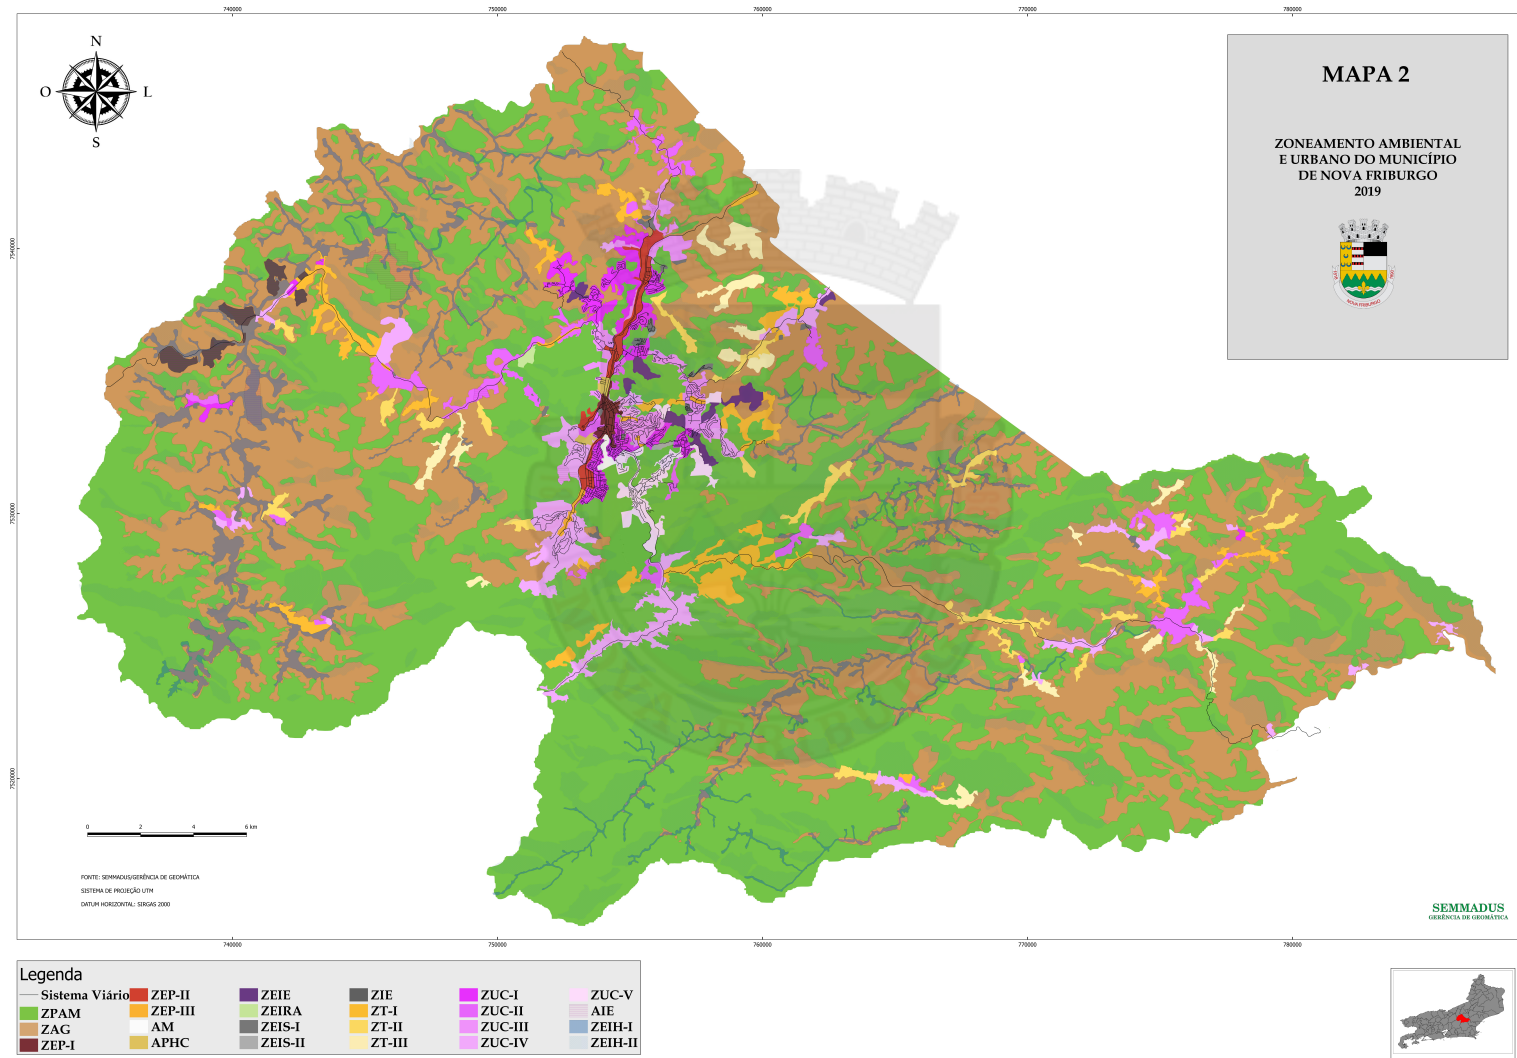 740000
750000
760000
770000
780000
N
O
L
S
MAPA 2
ZONEAMENTO AMBIENTAL
E URBANO DO MUNICÍPIO
DE NOVA FRIBURGO
2019
NOVA FRIBURGO
7540000
7530000
7520000
0 2 4 6 km
FONTE: SEMMADUS/GERÊNCIA DE GEOMÁTICA
SISTEMA DE PROJEÇÃO UTM
DATUM HORIZONTAL: SIRGAS 2000
SEMMADUS
GERÊNCIA DE GEOMÁTICA
740000
750000
760000
770000
780000
Legenda
Sistema Viário
ZPAM
ZAG
ZEP-I
ZEP-II
ZEP-III
AM
APHC
ZEIE
ZEIRA
ZEIS-I
ZEIS-II
ZIE
ZT-I
ZT-II
ZT-III
ZUC-I
ZUC-II
ZUC-III
ZUC-IV
ZUC-V
AIE
ZEIH-I
ZEIH-II